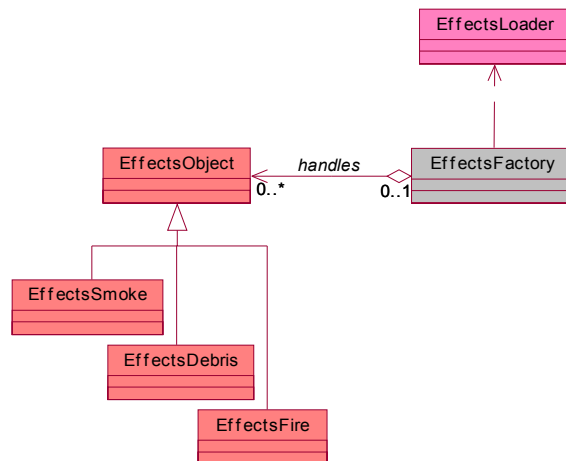 EffectsLoader
EffectsObject
handles
EffectsFactory
0..*
0..1
EffectsSmoke
EffectsDebris
EffectsFire